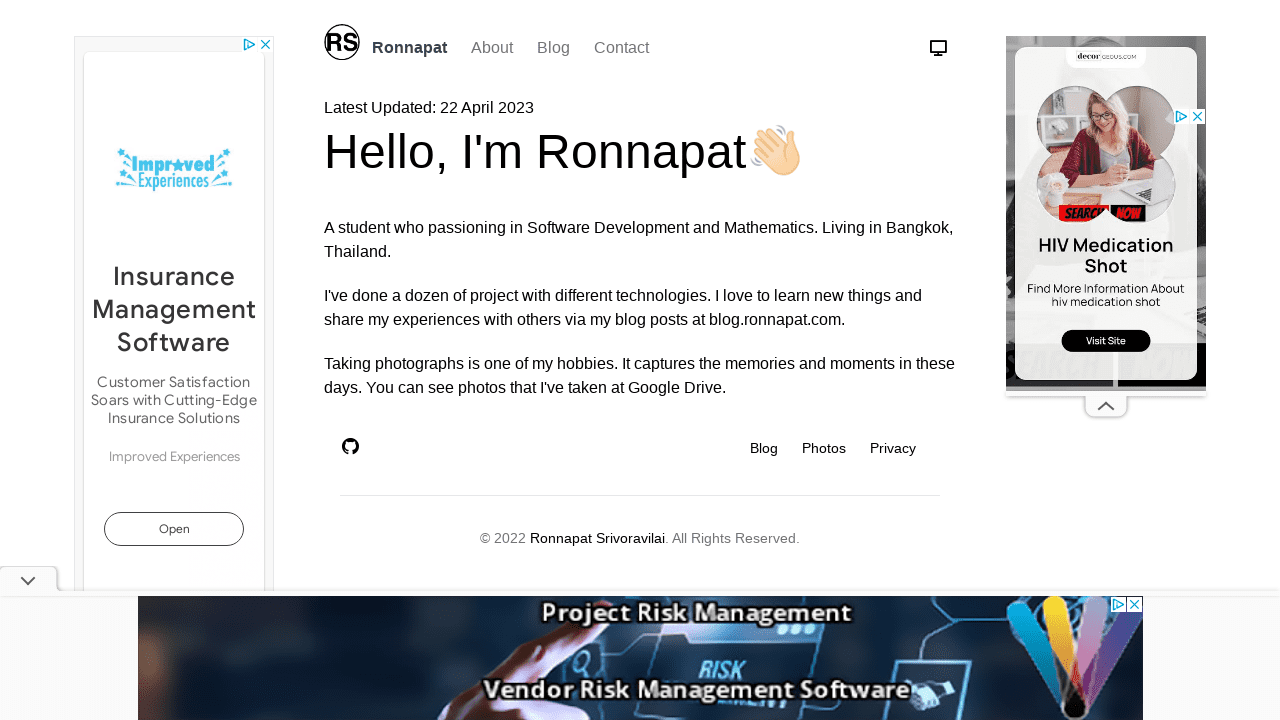 RS
Ronnapat
About
Blog
Contact
Latest Updated: 22 April 2023
Hello, I'm Ronnapat👋🏻
A student who passioning in Software Development and Mathematics. Living in Bangkok,
Thailand.
I've done a dozen of project with different technologies. I love to learn new things and
share my experiences with others via my blog posts at blog.ronnapat.com.
Taking photographs is one of my hobbies. It captures the memories and moments in these
days. You can see photos that I've taken at Google Drive.
Blog
Photos
Privacy
© 2022 Ronnapat Srivoravilai. All Rights Reserved.
Improved
Experiences
Insurance
Management
Software
Customer Satisfaction
Soars with Cutting-Edge
Insurance Solutions
Improved Experiences
Open
SEARCH NOW
HIV Medication
Shot
Find More Information About
hiv medication shot
Visit Site
Project Risk Management
RISK
Vendor Risk Management Software